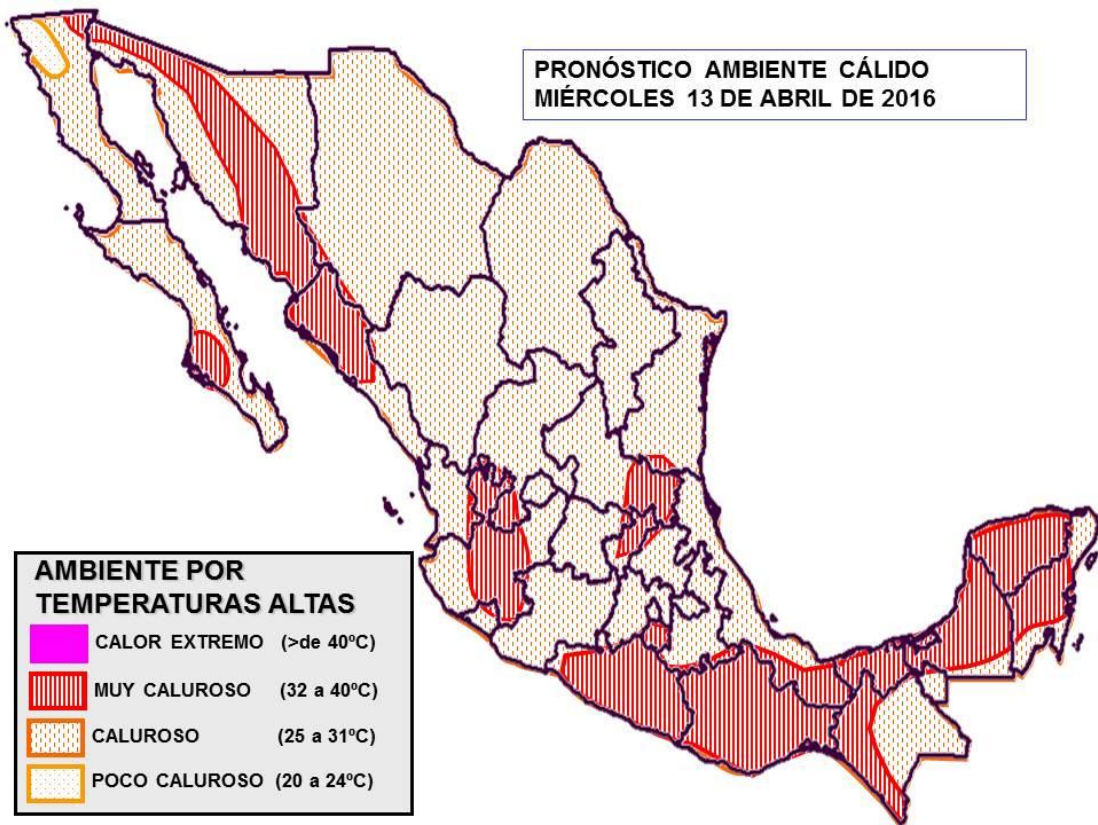 PRONÓSTICO AMBIENTE CÁLIDO
MIÉRCOLES 13 DE ABRIL DE 2016
AMBIENTE POR
TEMPERATURAS ALTAS
CALOR EXTREMO (>de 40ºC)
MUY CALUROSO (32 a 40ºC)
CALUROSO (25 a 31ºC)
POCO CALUROSO (20 a 24ºC)